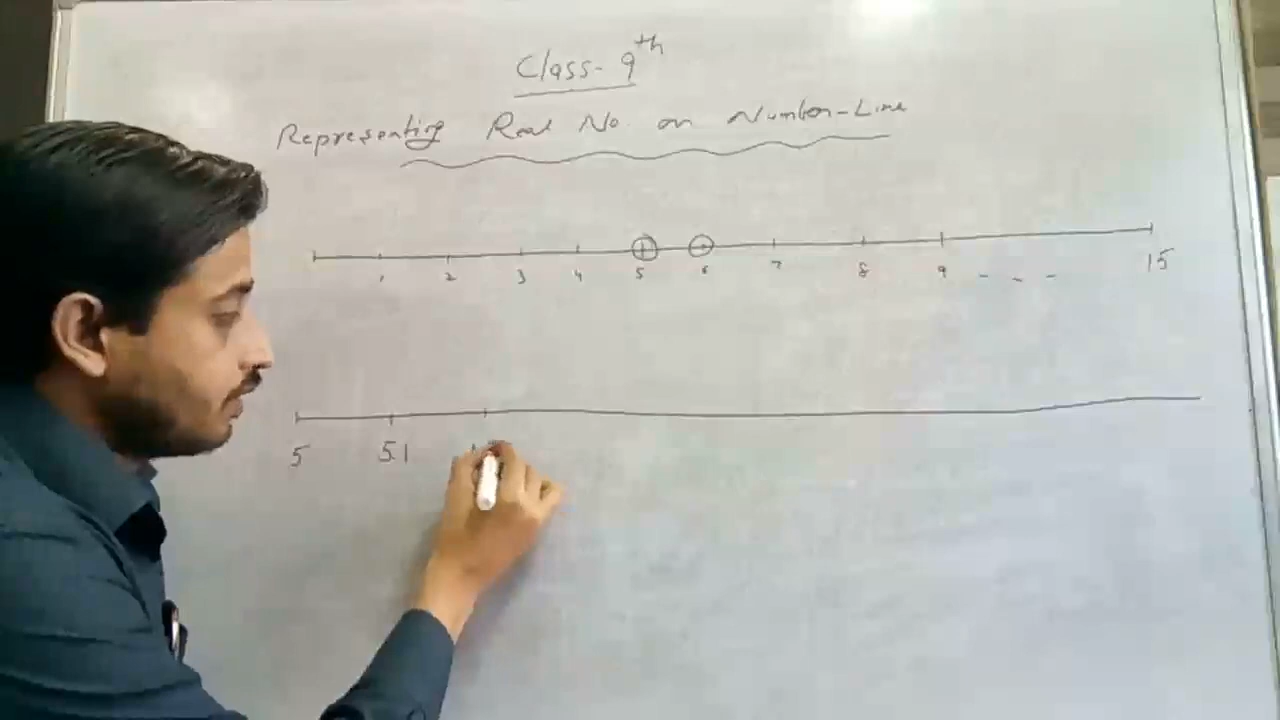 Class-9th
Representing Real No on Number-Line
1 2 3 4 5 6 7 8 9 - - - 15
5 5.1